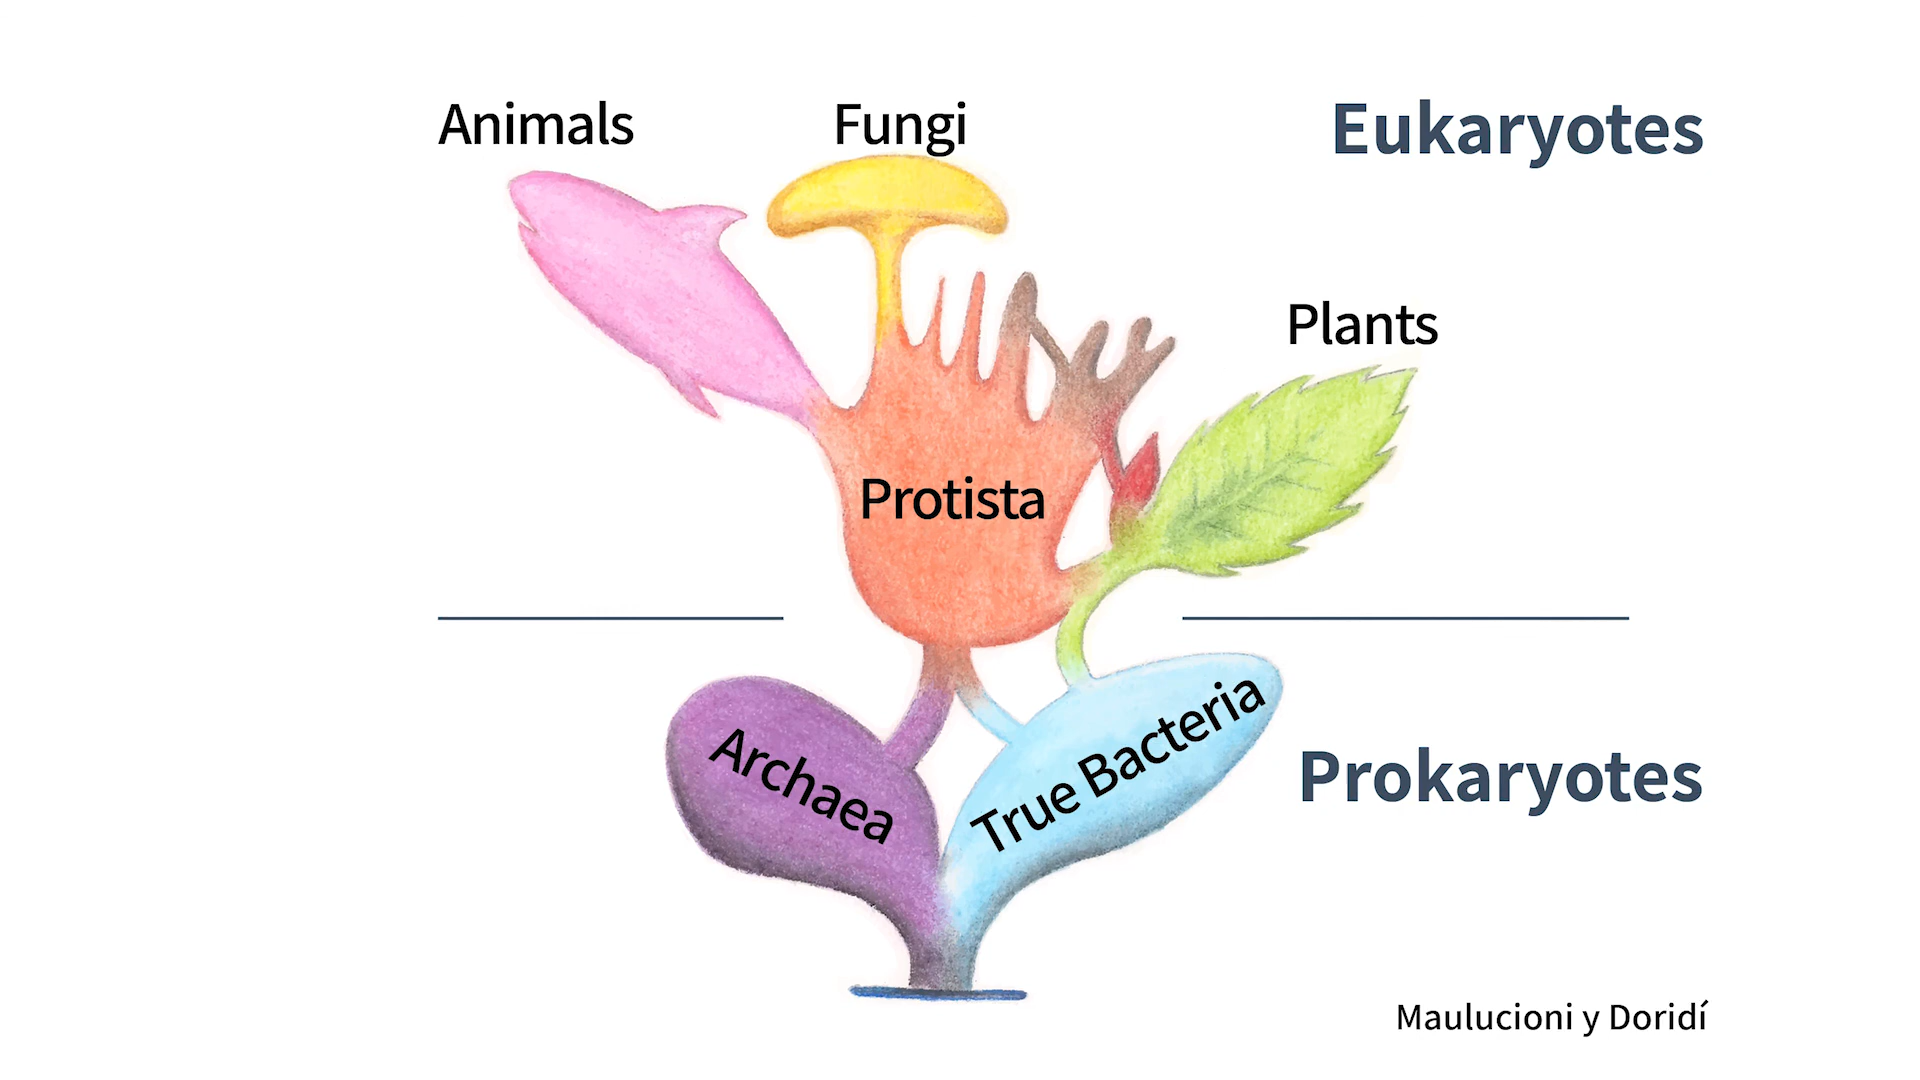 Animals
Fungi
Eukaryotes
Plants
Protista
Archaea
True Bacteria
Prokaryotes
Maulucioni y Doridí